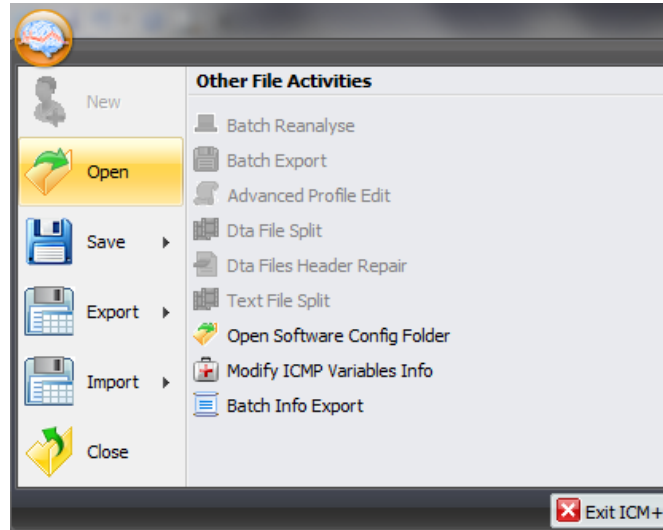 New
Open
Save
Export
Import
Close
Other File Activities
Batch Reanalyse
Batch Export
Advanced Profile Edit
Dta File Split
Dta Files Header Repair
Text File Split
Open Software Config Folder
Modify ICMP Variables Info
Batch Info Export
Exit ICM+